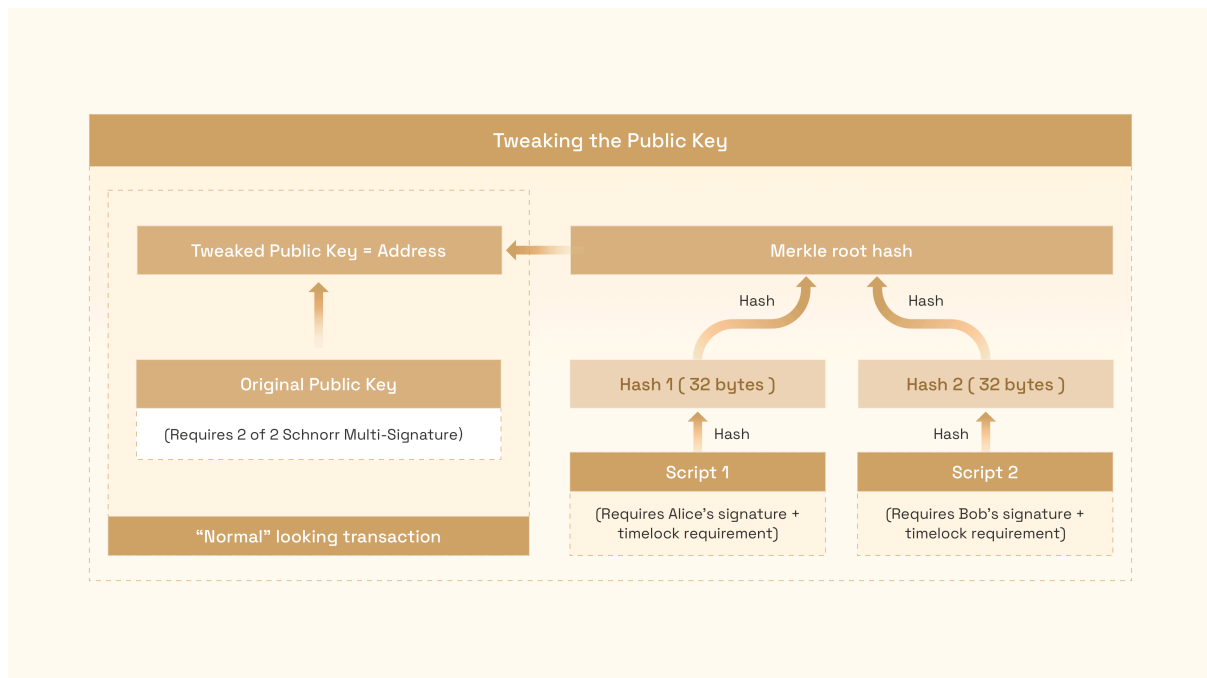 Tweaking the Public Key
Tweaked Public Key = Address
Merkle root hash
Hash
Hash
Original Public Key
(Requires 2 of 2 Schnorr Multi-Signature)
Hash 1 ( 32 bytes )
Hash 2 ( 32 bytes )
Hash
Hash
Script 1
(Requires Alice's signature +
timelock requirement)
Script 2
(Requires Bob's signature +
timelock requirement)
“Normal” looking transaction